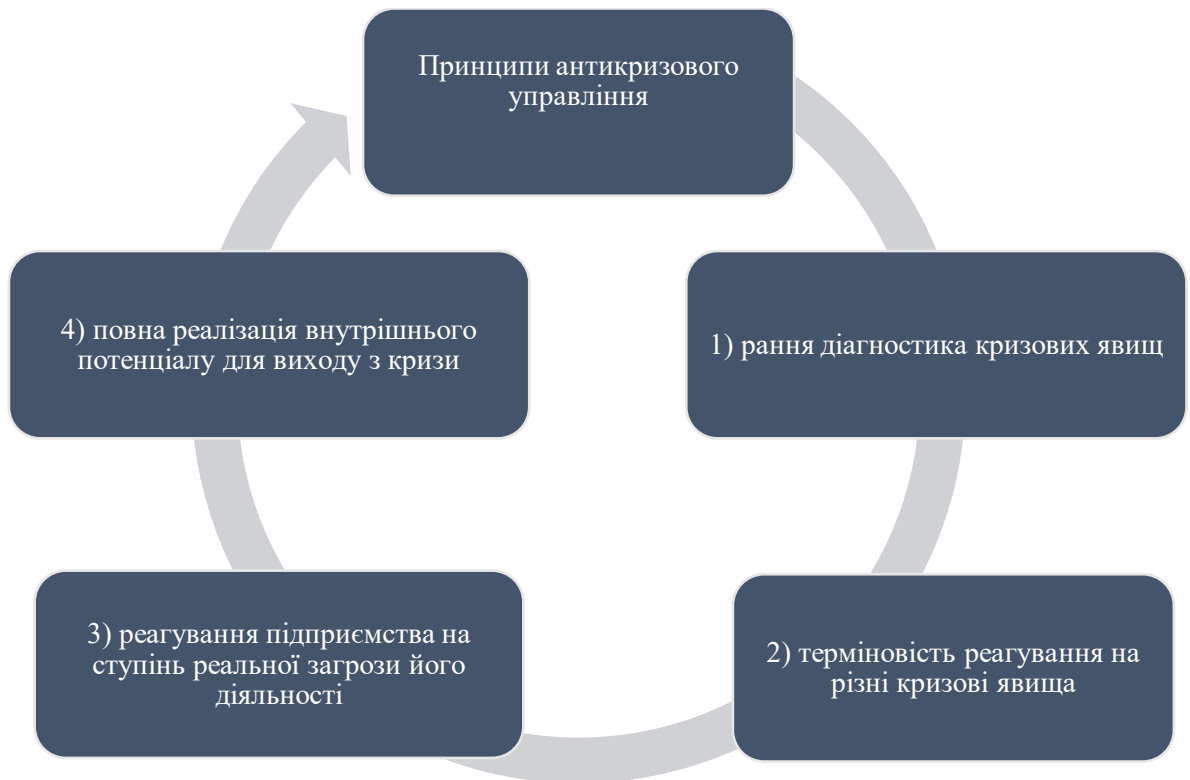 Принципи антикризового
управління
1) рання діагностика кризових явищ
2) терміновість реагування на
різні кризові явища
3) реагування підприємства на
ступінь реальної загрози його
діяльності
4) повна реалізація внутрішнього
потенціалу для виходу з кризи